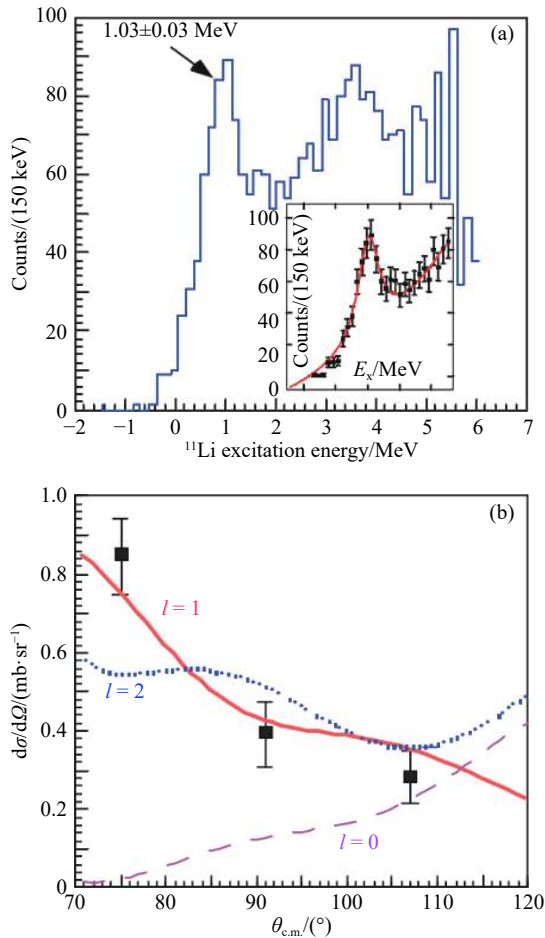 1.03±0.03 MeV
(a)
100
80
60
40
20
0
Counts/(150 keV)
100
80
60
40
20
0
Counts/(150 keV)
Eₓ/MeV
−2 −1 0 1 2 3 4 5 6 7
¹¹Li excitation energy/MeV
(b)
1.0
0.8
0.6
0.4
0.2
0
dσ/dΩ/(mb·sr⁻¹)
l = 1
l = 2
l = 0
70 80 90 100 110 120
θc.m./(°)